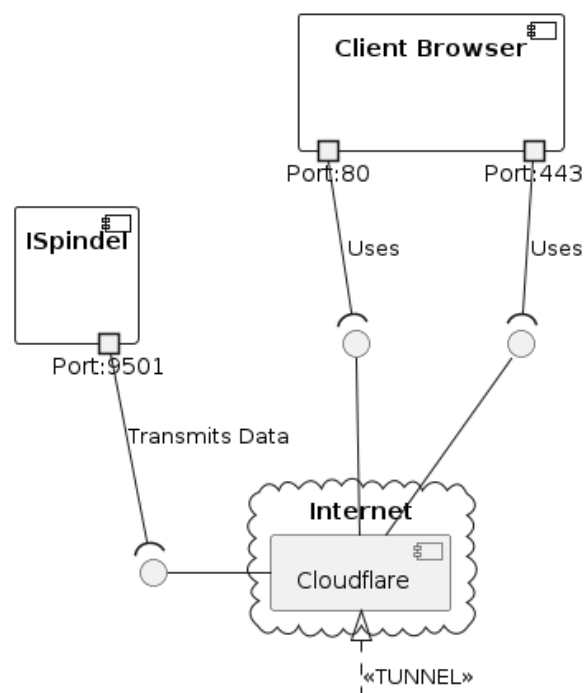 Client Browser
Port:80
Port:443
ISpindel
Uses
Uses
Port:9501
Transmits Data
Internet
Cloudflare
«TUNNEL»